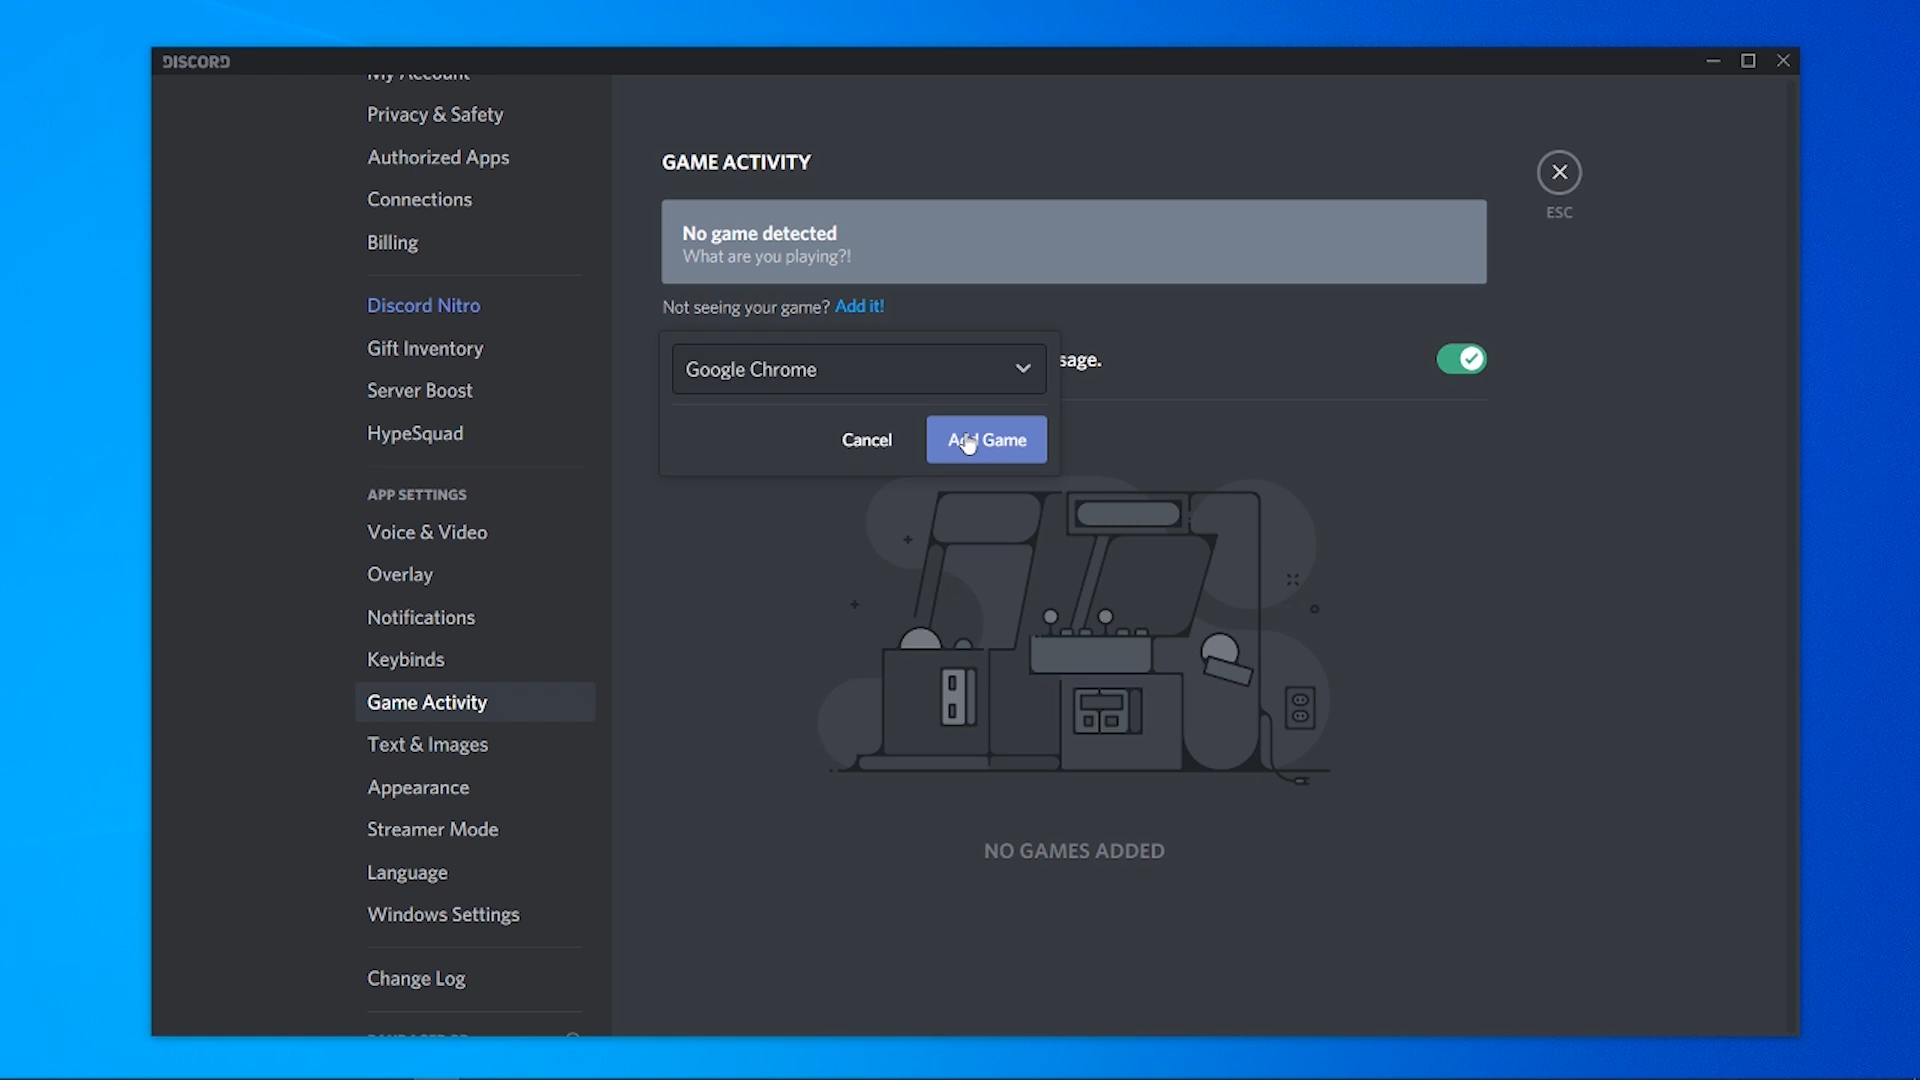 DISCORD
My Account
Privacy & Safety
Authorized Apps
Connections
Billing
Discord Nitro
Gift Inventory
Server Boost
HypeSquad
APP SETTINGS
Voice & Video
Overlay
Notifications
Keybinds
Game Activity
Text & Images
Appearance
Streamer Mode
Language
Windows Settings
Change Log
GAME ACTIVITY
No game detected
What are you playing?!
Not seeing your game? Add it!
Google Chrome
sage.
Cancel
Add Game
NO GAMES ADDED
ESC